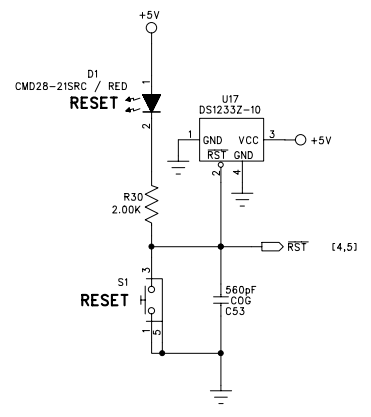 +5V
D1
CMD28-21SRC / RED
RESET
1
2
U17
DS1233Z-10
1
GND
VCC
3
+5V
RST
GND
2
4
R30
2.00K
RST
[4,5]
S1
RESET
3
1
5
560pF
COG
C53